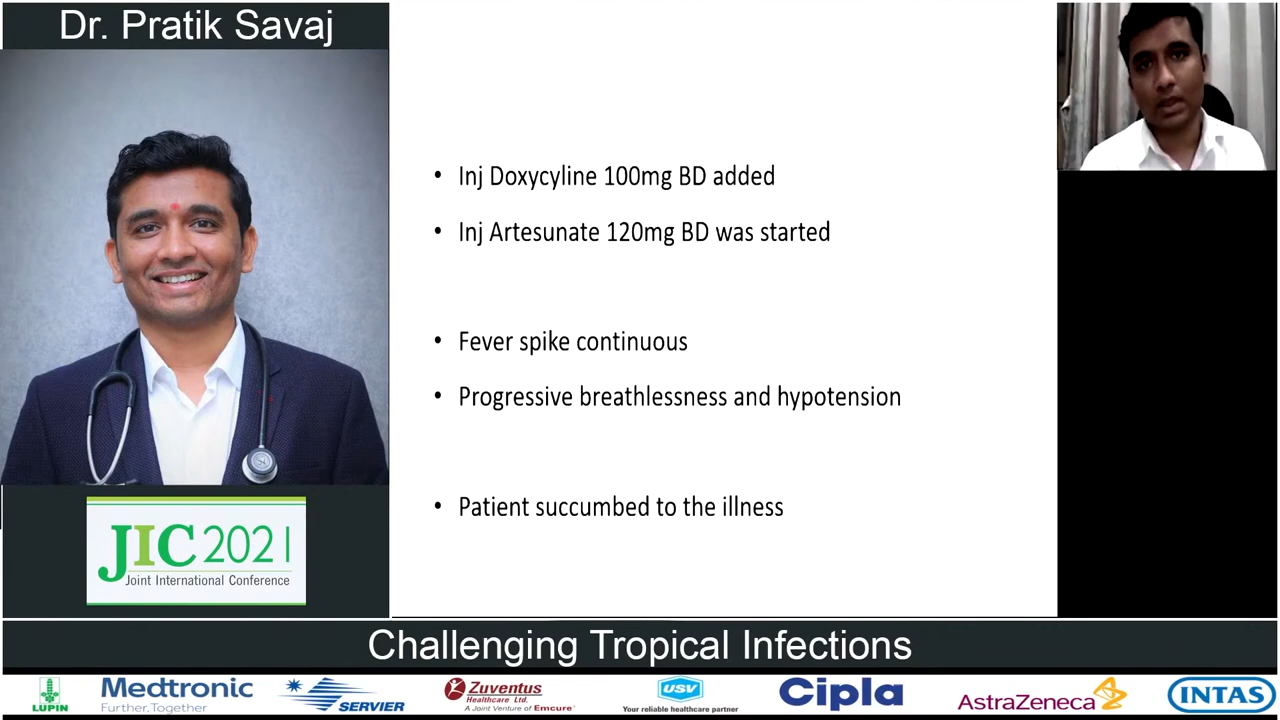 Dr. Pratik Savaj
• Inj Doxycyline 100mg BD added
• Inj Artesunate 120mg BD was started
• Fever spike continuous
• Progressive breathlessness and hypotension
• Patient succumbed to the illness
JIC 2021
Joint International Conference
Challenging Tropical Infections
LUPIN
Medtronic
Further, Together
SERVIER
Zuventus
Healthcare Ltd.
A Joint Venture of Emcure
USV
Your reliable healthcare partner
Cipla
AstraZeneca
INTAS